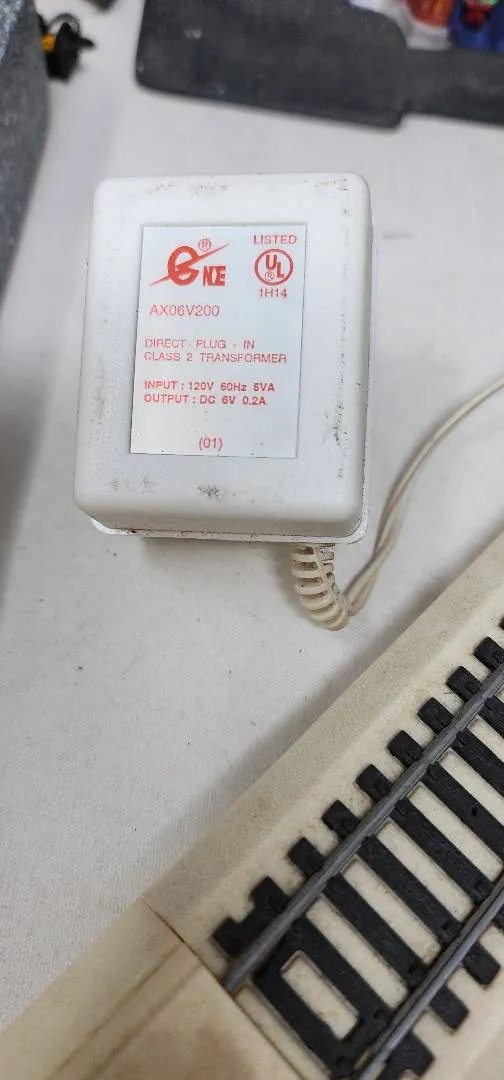 LISTED
UL
1H14
AX06V200
DIRECT PLUG - IN
CLASS 2 TRANSFORMER
INPUT : 120V 60Hz 5VA
OUTPUT : DC 6V 0.2A
(01)